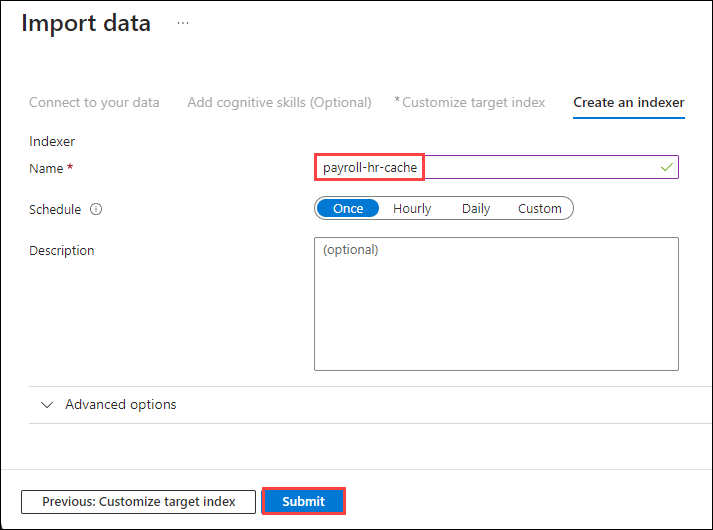 Import data ...
Connect to your data Add cognitive skills (Optional) * Customize target index Create an indexer
Indexer
Name * payroll-hr-cache
Schedule Once Hourly Daily Custom
Description (optional)
Advanced options
Previous: Customize target index Submit